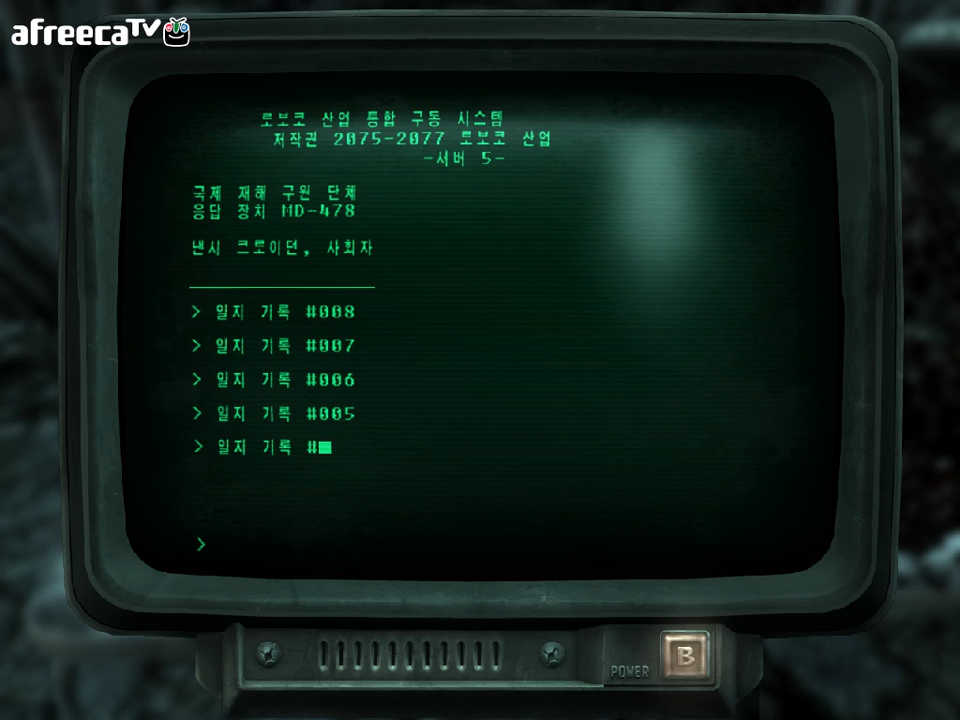 afreecaTV
로보코 산업 통합 구동 시스템
저작권 2075-2077 로보코 산업
-서버 5-
국제 재해 구원 단체
응답 장치 MD-478
낸시 크로이던, 사회자
> 일지 기록 #008
> 일지 기록 #007
> 일지 기록 #006
> 일지 기록 #005
> 일지 기록 #
>
POWER
B